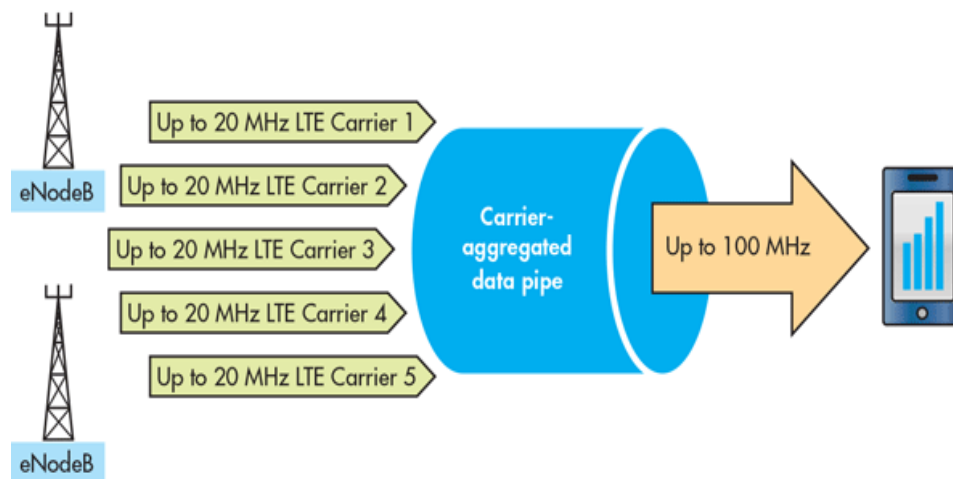 eNodeB
Up to 20 MHz LTE Carrier 1
Up to 20 MHz LTE Carrier 2
Up to 20 MHz LTE Carrier 3
Up to 20 MHz LTE Carrier 4
Up to 20 MHz LTE Carrier 5
eNodeB
Carrier-
aggregated
data pipe
Up to 100 MHz